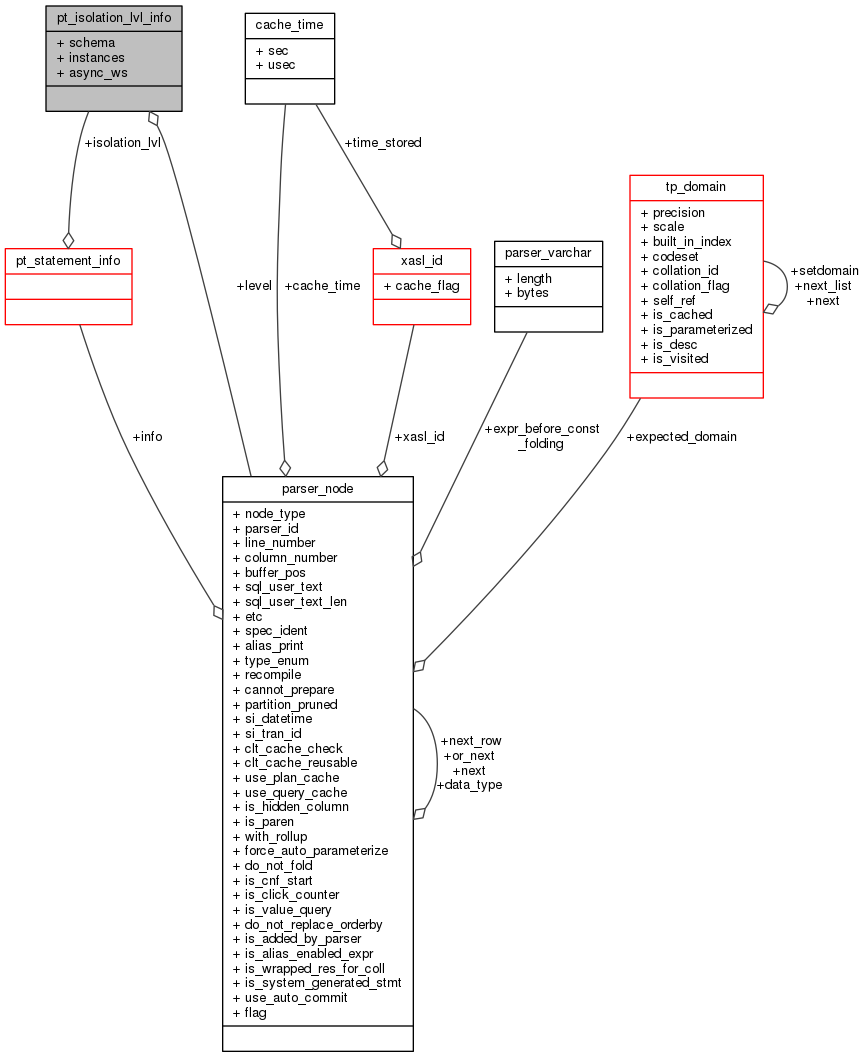 pt_isolation_lvl_info
+ schema
+ instances
+ async_ws
cache_time
+ sec
+ usec
+isolation_lvl
+time_stored
tp_domain
+ precision
+ scale
+ built_in_index
+ codeset
+ collation_id
+ collation_flag
+ self_ref
+ is_cached
+ is_parameterized
+ is_desc
+ is_visited
+setdomain
+next_list
+next
pt_statement_info
xasl_id
+ cache_flag
parser_varchar
+ length
+ bytes
+level
+cache_time
+info
+xasl_id
+expr_before_const
_folding
+expected_domain
parser_node
+ node_type
+ parser_id
+ line_number
+ column_number
+ buffer_pos
+ sql_user_text
+ sql_user_text_len
+ etc
+ spec_ident
+ alias_print
+ type_enum
+ recompile
+ cannot_prepare
+ partition_pruned
+ si_datetime
+ si_tran_id
+ clt_cache_check
+ clt_cache_reusable
+ use_plan_cache
+ use_query_cache
+ is_hidden_column
+ is_paren
+ with_rollup
+ force_auto_parameterize
+ do_not_fold
+ is_cnf_start
+ is_click_counter
+ is_value_query
+ do_not_replace_orderby
+ is_added_by_parser
+ is_alias_enabled_expr
+ is_wrapped_res_for_coll
+ is_system_generated_stmt
+ use_auto_commit
+ flag
+next_row
+or_next
+next
+data_type